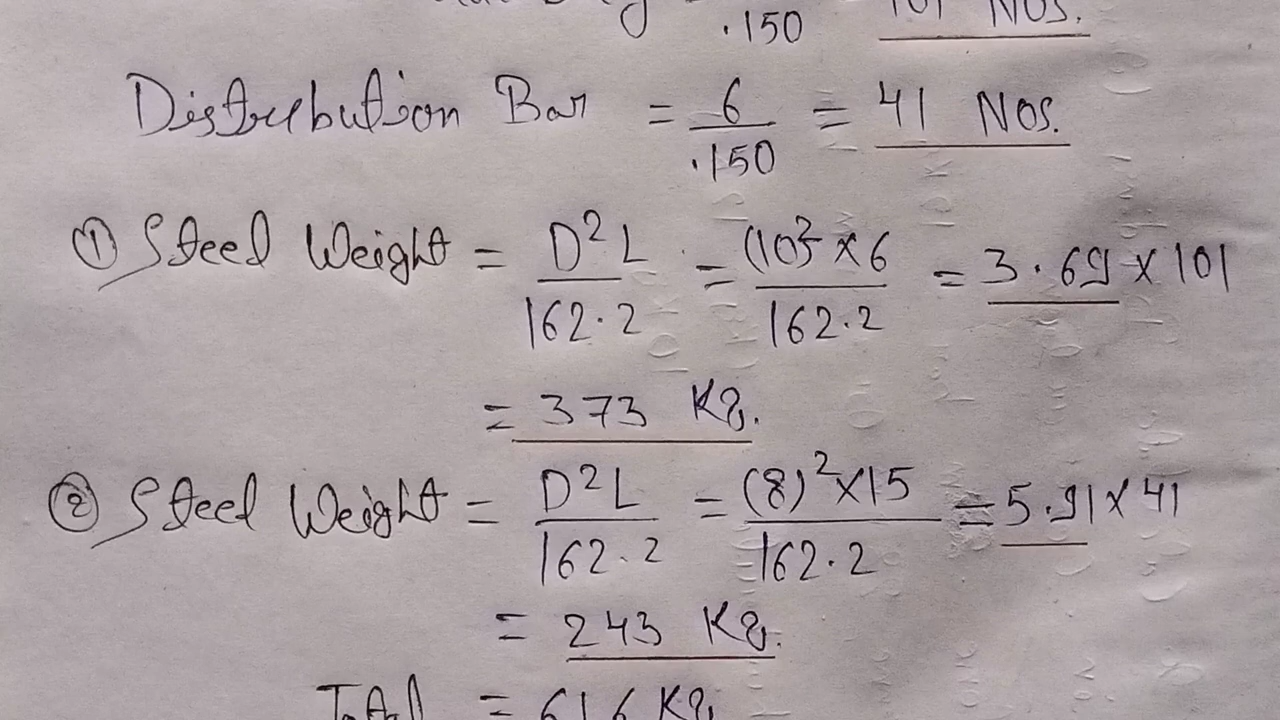 .150 101 Nos.
Distrubution Bar = 6/.150 = 41 Nos.
① Steel Weight = D²L/162.2 = (10)²×6/162.2 = 3.69 × 101
= 373 Kg.
② Steel Weight = D²L/162.2 = (8)²×15/162.2 = 5.91 × 41
= 243 Kg.
Total = 616 Kg.